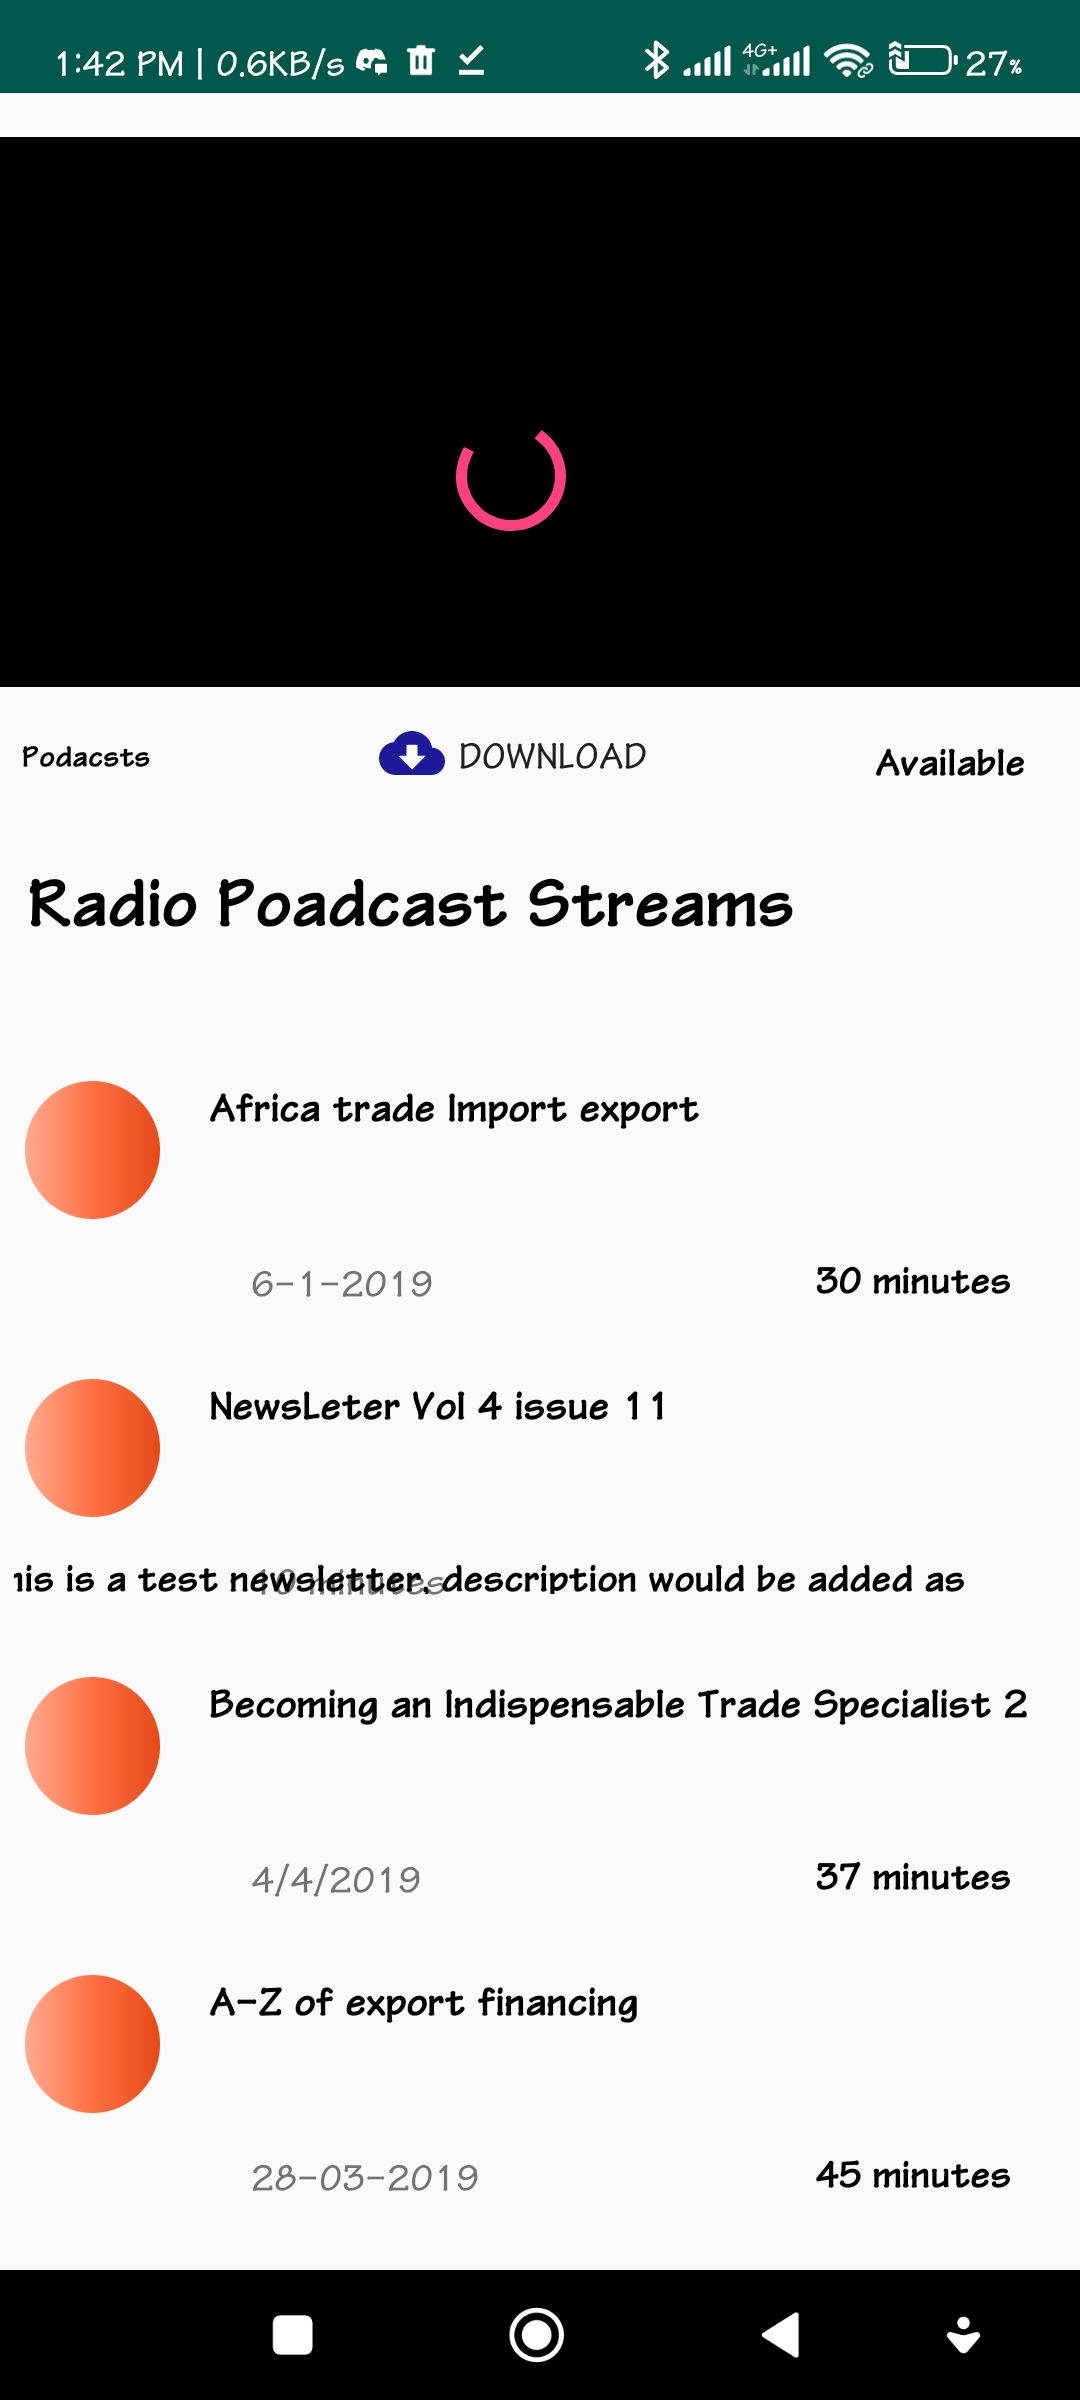 1:42 PM | 0.6KB/s 4G+ 27%
Podacsts DOWNLOAD Available
Radio Poadcast Streams
Africa trade Import export
6-1-2019 30 minutes
NewsLeter Vol 4 issue 11
10 minutes
is is a test newsletter, description would be added as
Becoming an Indispensable Trade Specialist 2
4/4/2019 37 minutes
A-Z of export financing
28-03-2019 45 minutes